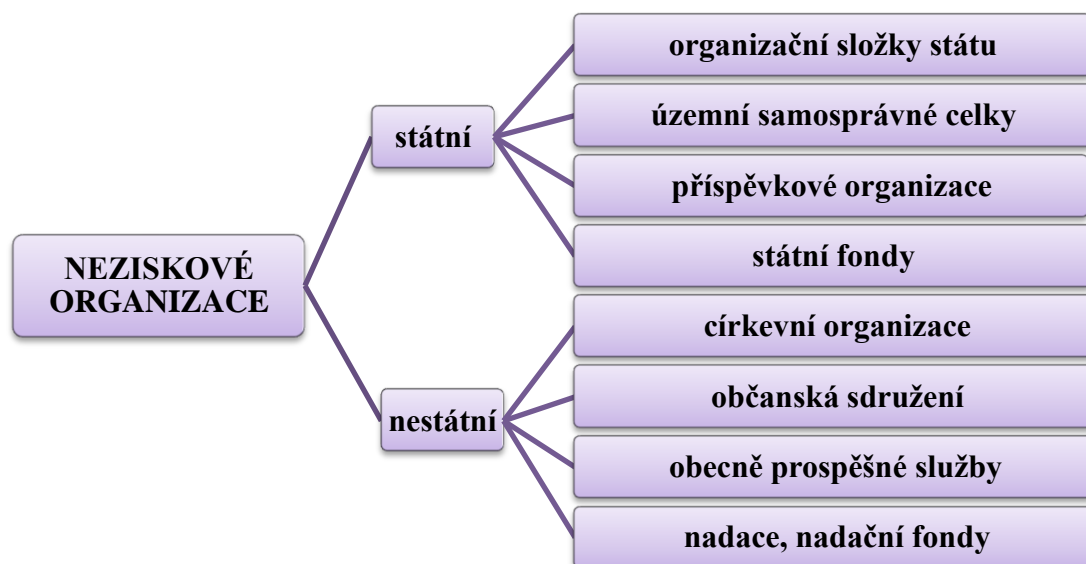 NEZISKOVÉ
ORGANIZACE
státní
organizační složky státu
územní samosprávné celky
příspěvkové organizace
státní fondy
nestátní
církevní organizace
občanská sdružení
obecně prospěšné služby
nadace, nadační fondy